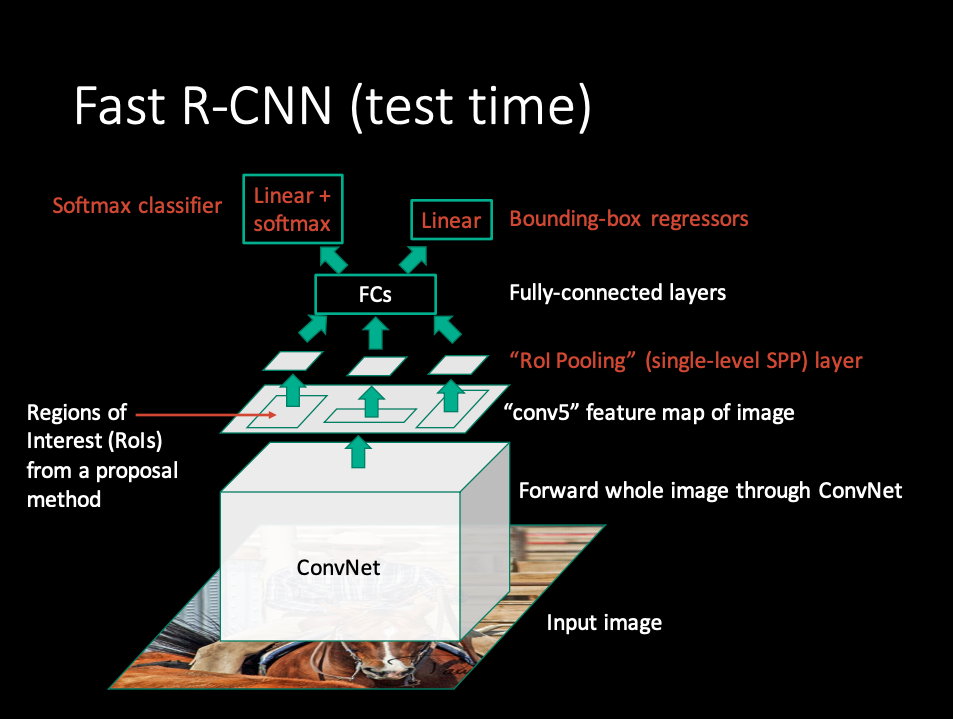 Fast R-CNN (test time)
Softmax classifier
Linear +
softmax
Linear
Bounding-box regressors
FCs
Fully-connected layers
“RoI Pooling” (single-level SPP) layer
Regions of
Interest (RoIs)
from a proposal
method
“conv5” feature map of image
Forward whole image through ConvNet
ConvNet
Input image